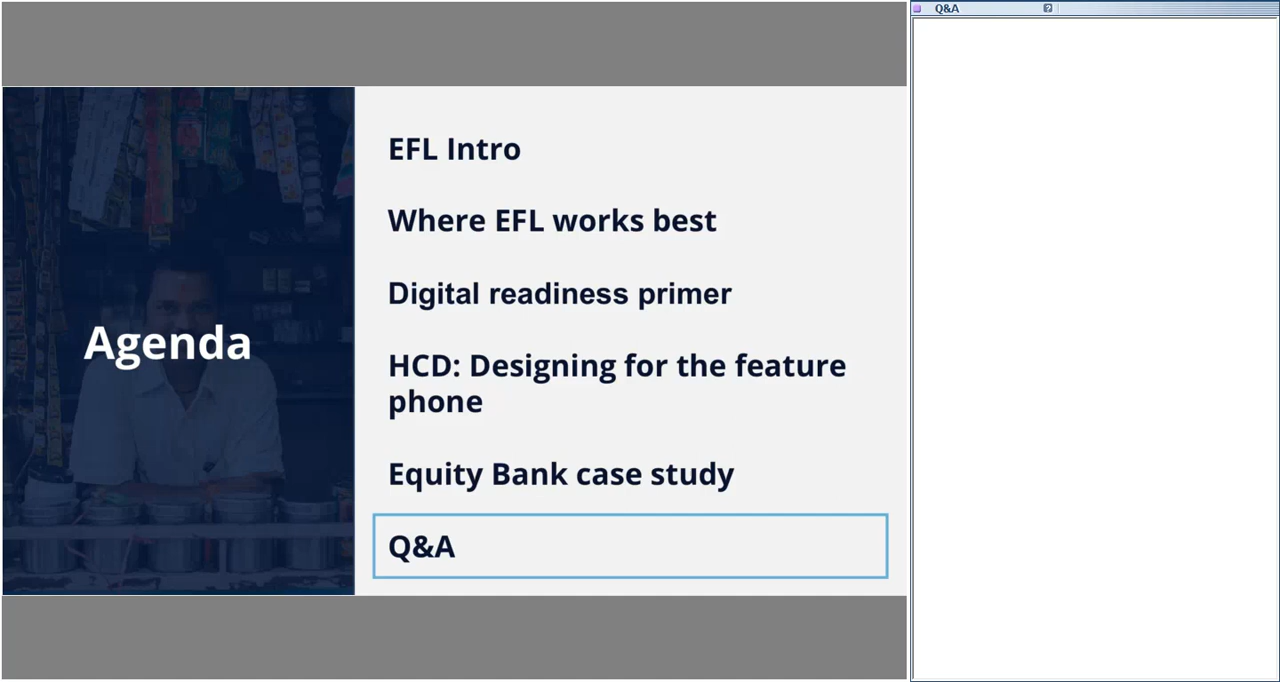 Q&A
Agenda
EFL Intro
Where EFL works best
Digital readiness primer
HCD: Designing for the feature
phone
Equity Bank case study
Q&A